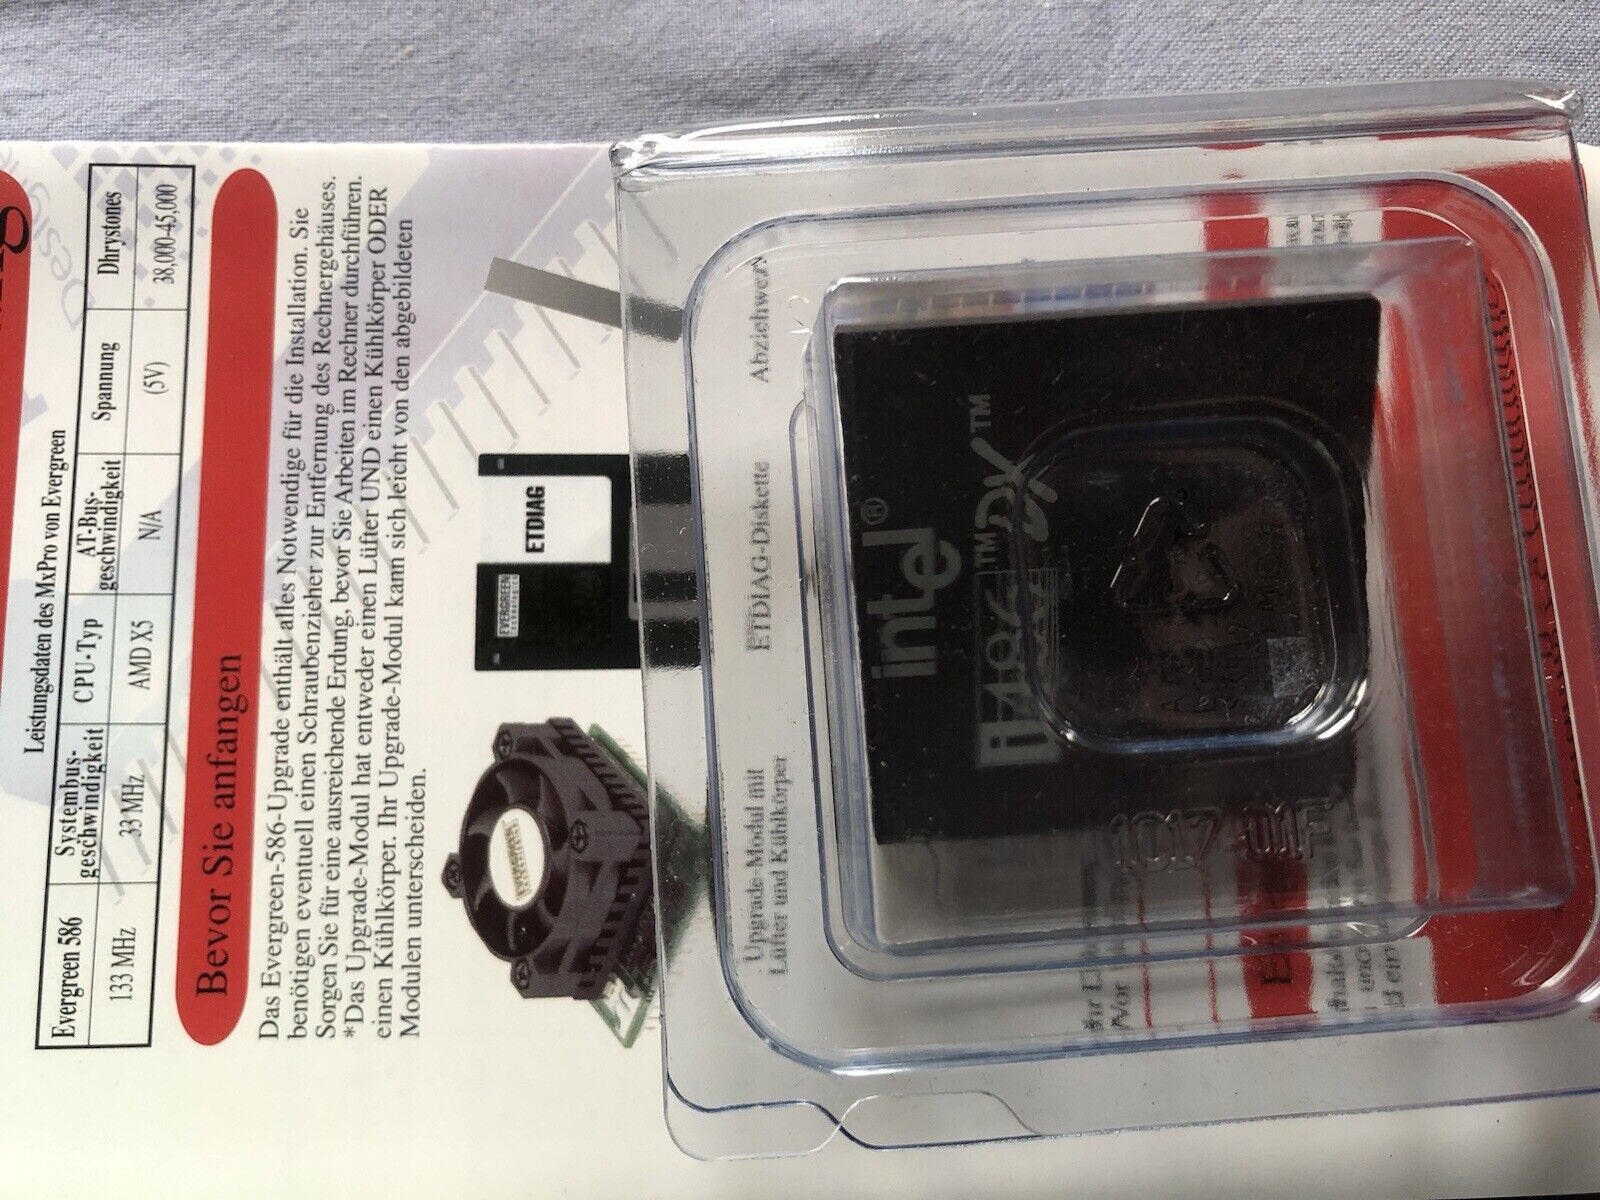 Leistungsdaten des MxPro von Evergreen
Evergreen 586 Systembus- CPU-Typ AT-Bus- Spannung Dhrystones
geschwindigkeit geschwindigkeit
133 MHz 33 MHz AMD X5 N/A (5V) 38,000-45,000
Bevor Sie anfangen
Das Evergreen-586-Upgrade enthält alles Notwendige für die Installation. Sie
benötigen eventuell einen Schraubenzieher zur Entfernung des Rechnergehäuses.
Sorgen Sie für eine ausreichende Erdung, bevor Sie Arbeiten im Rechner durchführen.
*Das Upgrade-Modul hat entweder einen Lüfter UND einen Kühlkörper ODER
einen Kühlkörper. Ihr Upgrade-Modul kann sich leicht von den abgebildeten
Modulen unterscheiden.
EVERGREEN
ETDIAG
Upgrade-Modul mit
Lüfter und Kühlkörper
ETDIAG-Diskette
intel®
i486™DX™
1017-01F